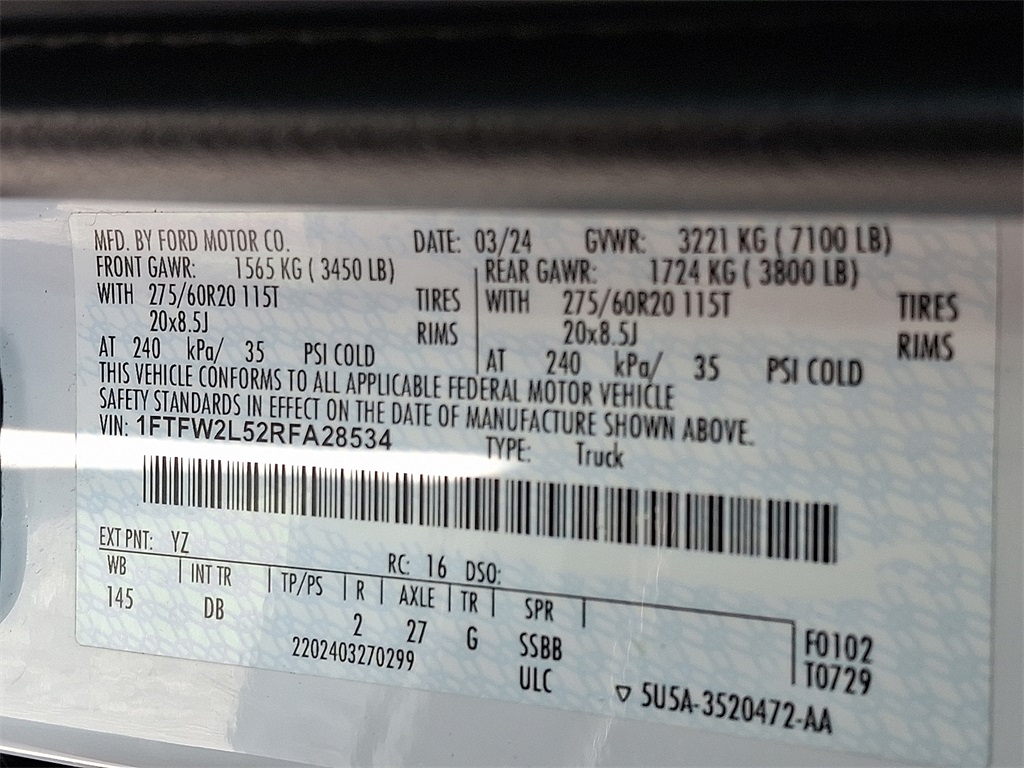 MFD. BY FORD MOTOR CO. DATE: 03/24 GVWR: 3221 KG ( 7100 LB)
FRONT GAWR: 1565 KG ( 3450 LB) REAR GAWR: 1724 KG ( 3800 LB)
WITH 275/60R20 115T TIRES WITH 275/60R20 115T TIRES
20x8.5J RIMS 20x8.5J RIMS
AT 240 kPa/ 35 PSI COLD AT 240 kPa/ 35 PSI COLD
THIS VEHICLE CONFORMS TO ALL APPLICABLE FEDERAL MOTOR VEHICLE
SAFETY STANDARDS IN EFFECT ON THE DATE OF MANUFACTURE SHOWN ABOVE.
VIN: 1FTFW2L52RFA28534 TYPE: Truck
EXT PNT: YZ RC: 16 DSO:
WB INT TR TP/PS R AXLE TR SPR
145 DB 2 27 G SSBB F0102
2202403270299 ULC T0729
▽ 5U5A-3520472-AA